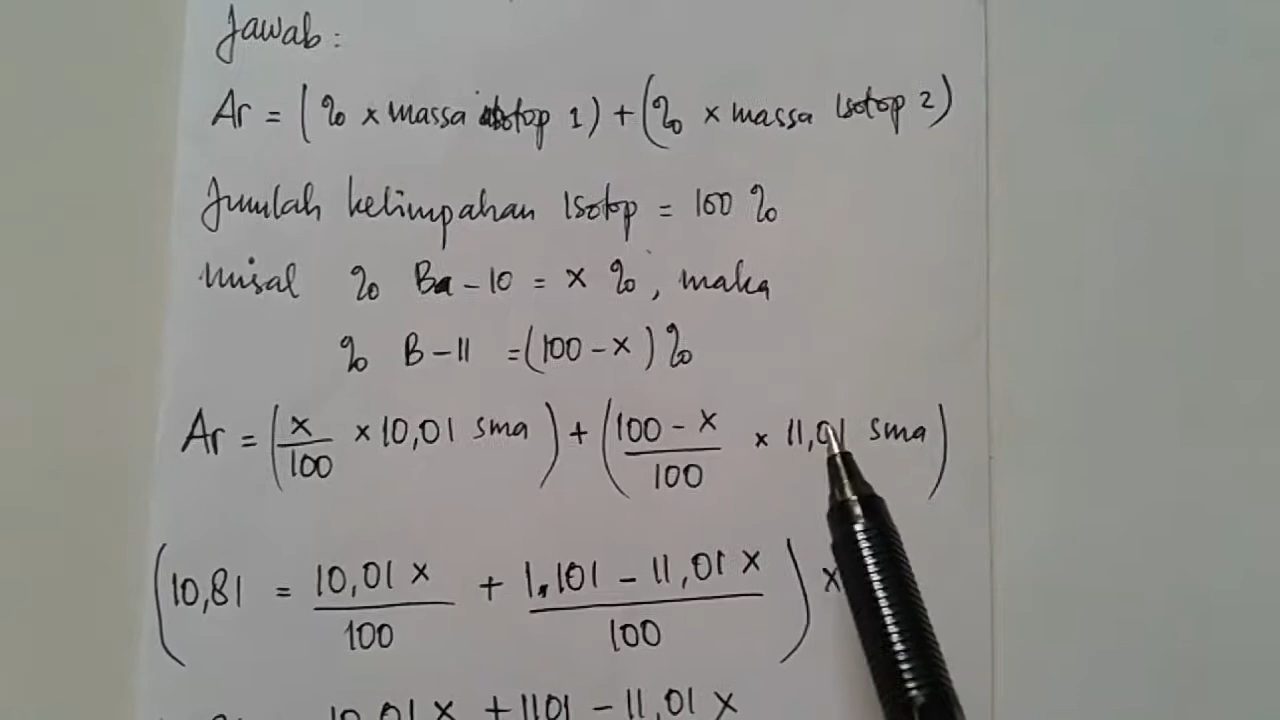 Jawab :
Ar = (% x massa isotop 1) + (% x massa Isotop 2)
Jumlah kelimpahan Isotop = 100 %
misal % Ba-10 = x %, maka
% B-11 = (100 - x) %
Ar = (x/100 x 10,01 sma) + (100 - x/100 x 11,01 sma)
(10,81 = 10,01 x/100 + 1.101 - 11,01 x/100) x
10,01 x + 1101 - 11,01 x